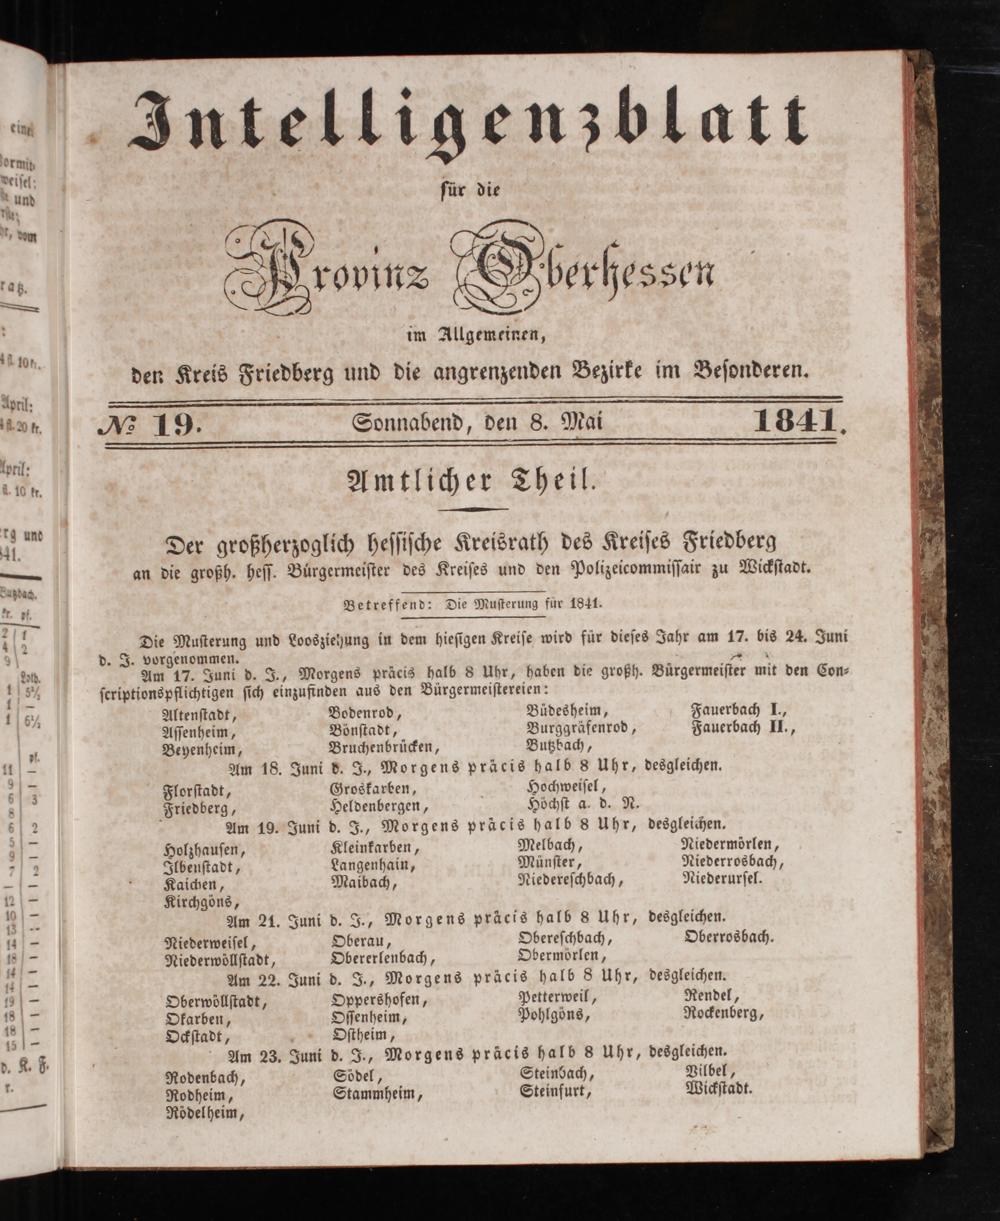 Intelligenzblatt
für die
Provinz Oberhessen
im Allgemeinen,
den Kreis Friedberg und die angrenzenden Bezirke im Besonderen.
№ 19. Sonnabend, den 8. Mai 1841.
Amtlicher Theil.
Der großherzoglich hessische Kreisrath des Kreises Friedberg
an die großh. hess. Bürgermeister des Kreises und den Polizeicommissair zu Wickstadt.
Betreffend: Die Musterung für 1841.
Die Musterung und Loosziehung in dem hiesigen Kreise wird für dieses Jahr am 17. bis 24. Juni
d. J. vorgenommen.
Am 17. Juni d. J., Morgens präcis halb 8 Uhr, haben die großh. Bürgermeister mit den Con-
scriptionspflichtigen sich einzufinden aus den Bürgermeistereien:
Altenstadt, Bodenrod, Büdesheim, Fauerbach I.,
Assenheim, Bönstadt, Burggräfenrod, Fauerbach II.,
Beyenheim, Bruchenbrücken, Butzbach,
Am 18. Juni d. J., Morgens präcis halb 8 Uhr, desgleichen.
Florstadt, Groskarben, Hochweisel,
Friedberg, Heldenbergen, Höchst a. d. N.
Am 19. Juni d. J., Morgens präcis halb 8 Uhr, desgleichen.
Holzhausen, Kleinkarben, Melbach, Niedermörlen,
Ilbenstadt, Langenhain, Münster, Niederrosbach,
Kaichen, Maibach, Niedereschbach, Niederursel.
Kirchgöns,
Am 21. Juni d. J., Morgens präcis halb 8 Uhr, desgleichen.
Niederweisel, Oberau, Obereschbach, Oberrosbach.
Niederwöllstadt, Obererlenbach, Obermörlen,
Am 22. Juni d. J., Morgens präcis halb 8 Uhr, desgleichen.
Oberwöllstadt, Oppershofen, Petterweil, Rendel,
Okarben, Ossenheim, Pohlgöns, Rockenberg,
Ockstadt, Ostheim,
Am 23. Juni d. J., Morgens präcis halb 8 Uhr, desgleichen.
Rodenbach, Södel, Steinbach, Vilbel,
Rodheim, Stammheim, Steinfurt, Wickstadt.
Rödelheim,